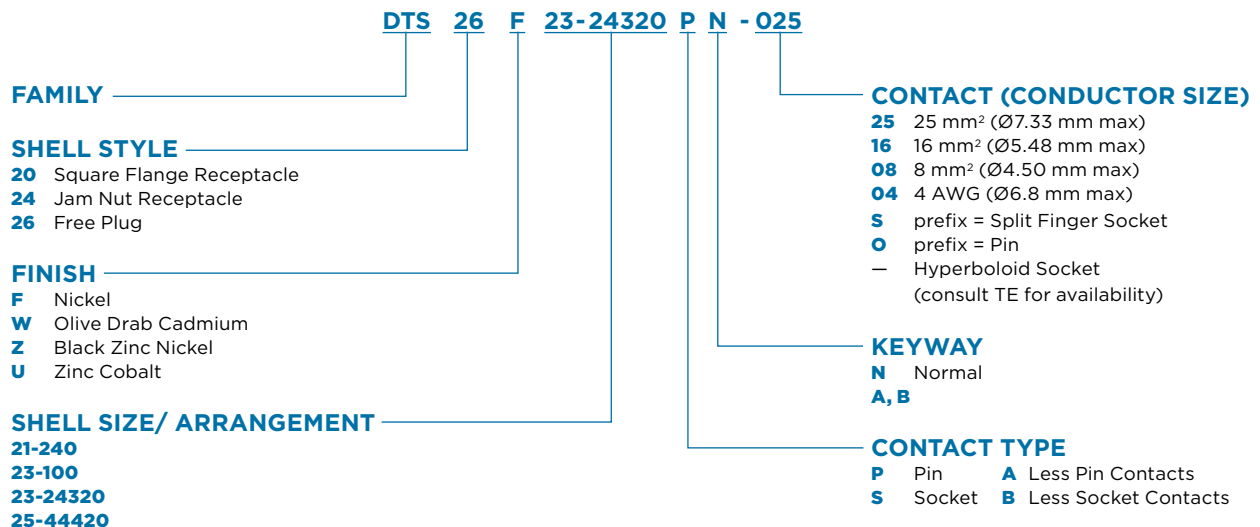 DTS 26 F 23-24320 P N - 025
FAMILY
SHELL STYLE
20 Square Flange Receptacle
24 Jam Nut Receptacle
26 Free Plug
FINISH
F Nickel
W Olive Drab Cadmium
Z Black Zinc Nickel
U Zinc Cobalt
SHELL SIZE/ ARRANGEMENT
21-240
23-100
23-24320
25-44420
CONTACT (CONDUCTOR SIZE)
25 25 mm² (Ø7.33 mm max)
16 16 mm² (Ø5.48 mm max)
08 8 mm² (Ø4.50 mm max)
04 4 AWG (Ø6.8 mm max)
S prefix = Split Finger Socket
O prefix = Pin
— Hyperboloid Socket
(consult TE for availability)
KEYWAY
N Normal
A, B
CONTACT TYPE
P Pin A Less Pin Contacts
S Socket B Less Socket Contacts